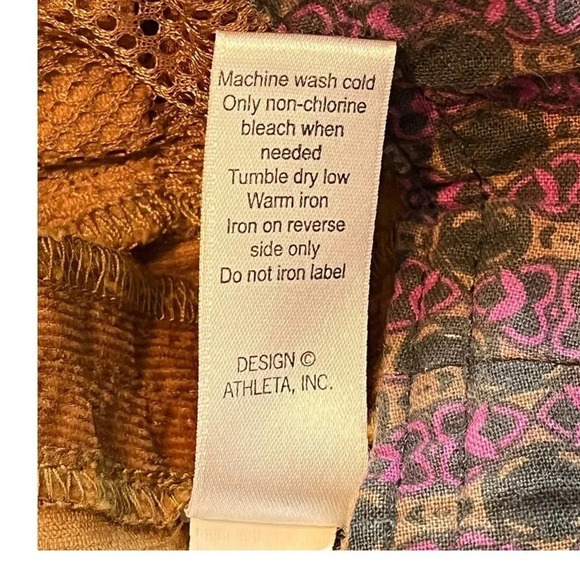 Machine wash cold
Only non-chlorine
bleach when
needed
Tumble dry low
Warm iron
Iron on reverse
side only
Do not iron label
DESIGN ©
ATHLETA, INC.